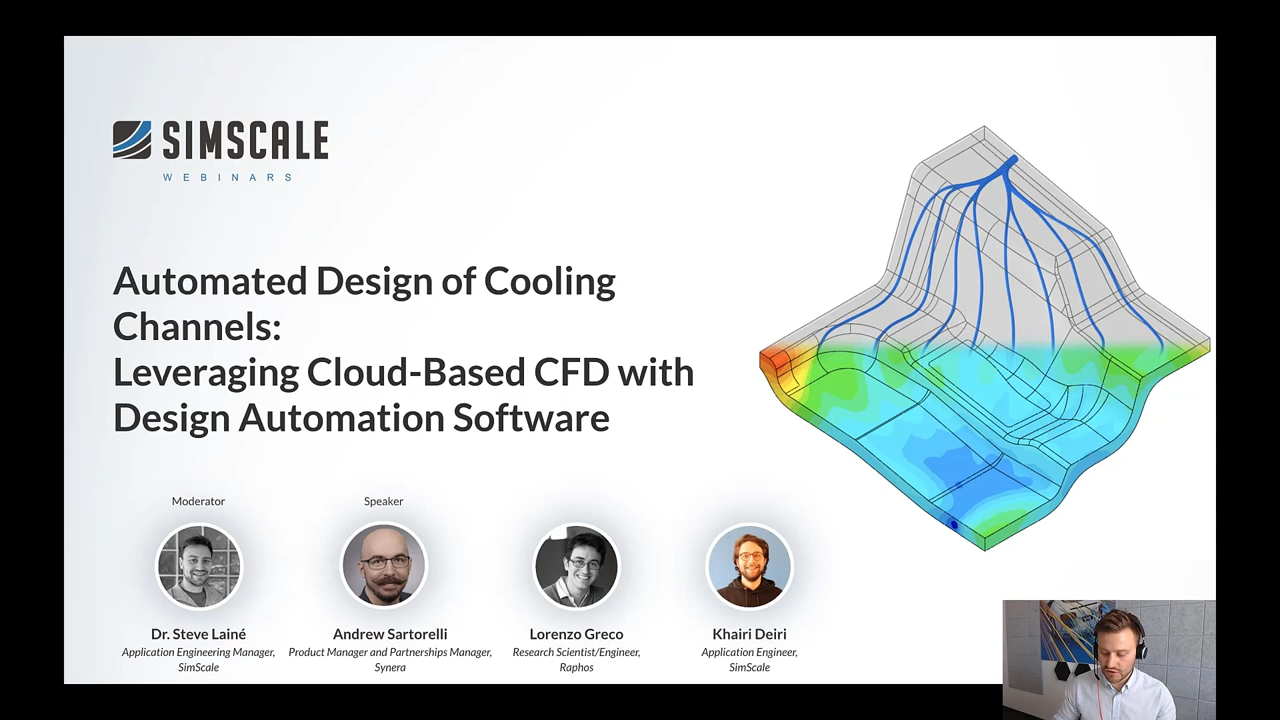 SIMSCALE
WEBINARS
Automated Design of Cooling
Channels:
Leveraging Cloud-Based CFD with
Design Automation Software
Moderator
Speaker
Dr. Steve Lainé
Application Engineering Manager,
SimScale
Andrew Sartorelli
Product Manager and Partnerships Manager,
Synera
Lorenzo Greco
Research Scientist/Engineer,
Raphos
Khairi Deiri
Application Engineer,
SimScale